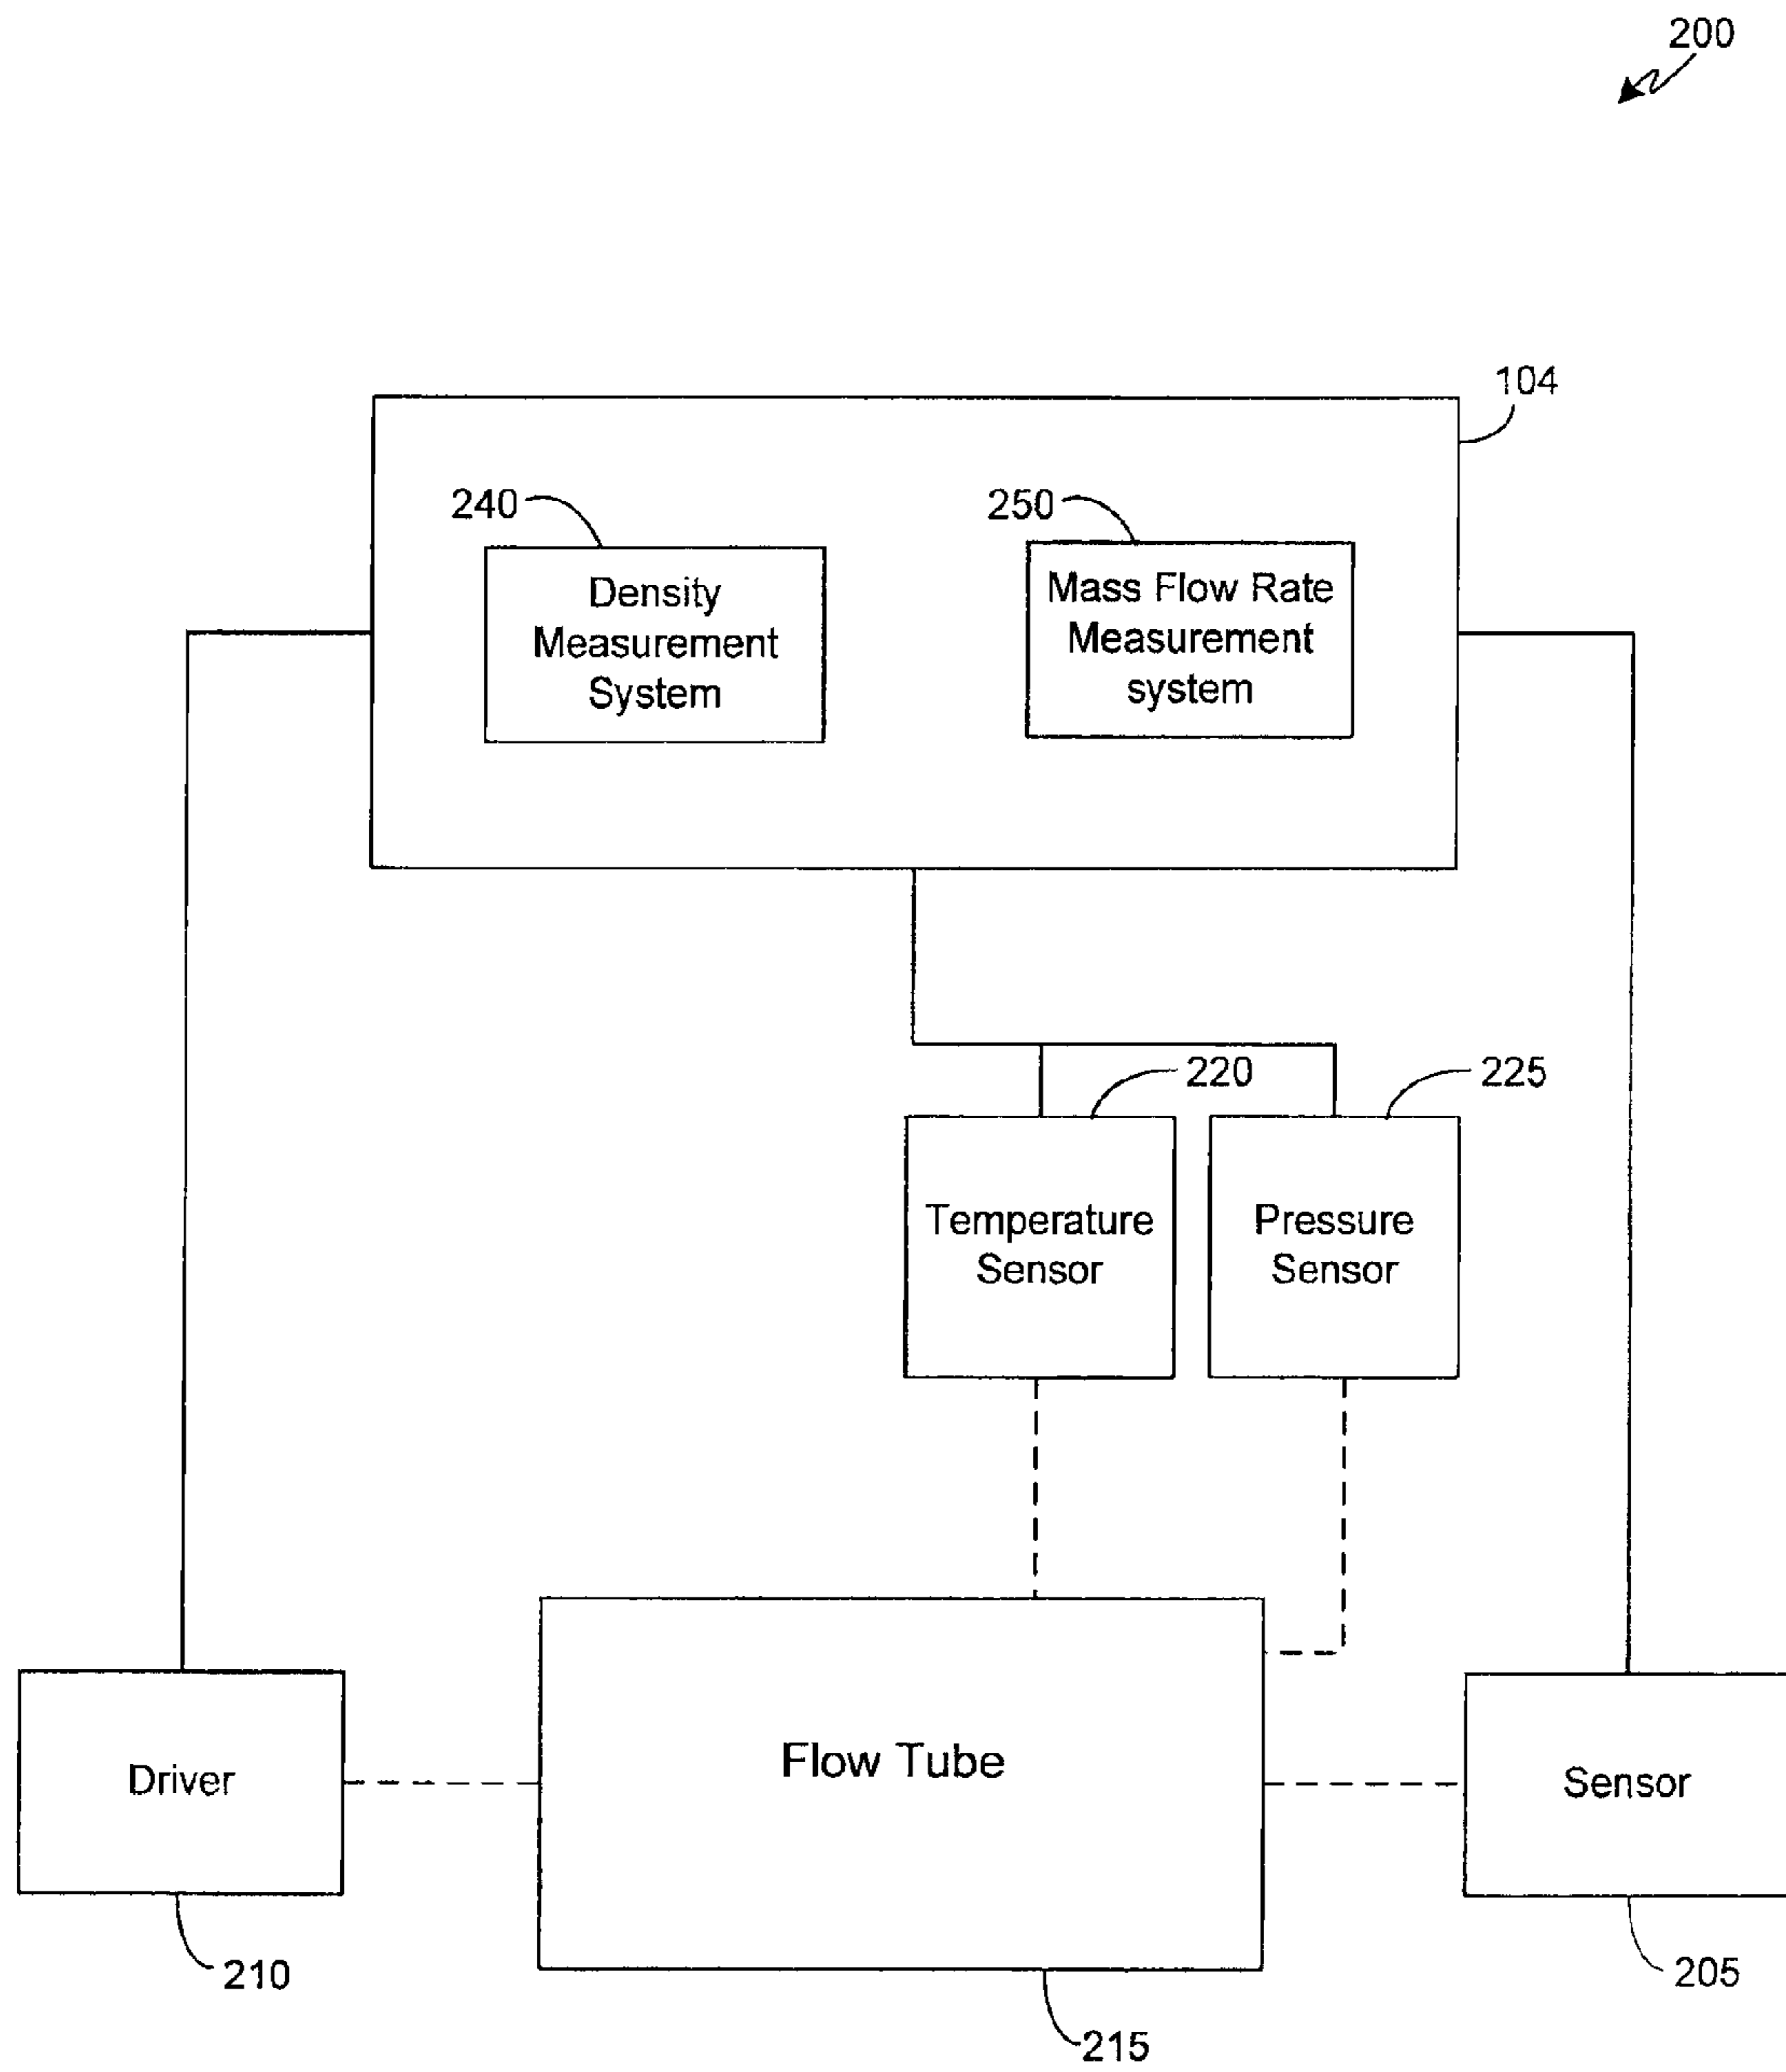 200
104
240
250
Density
Measurement
System
Mass Flow Rate
Measurement
system
220
225
Temperature
Sensor
Pressure
Sensor
Driver
Flow Tube
Sensor
210
215
205